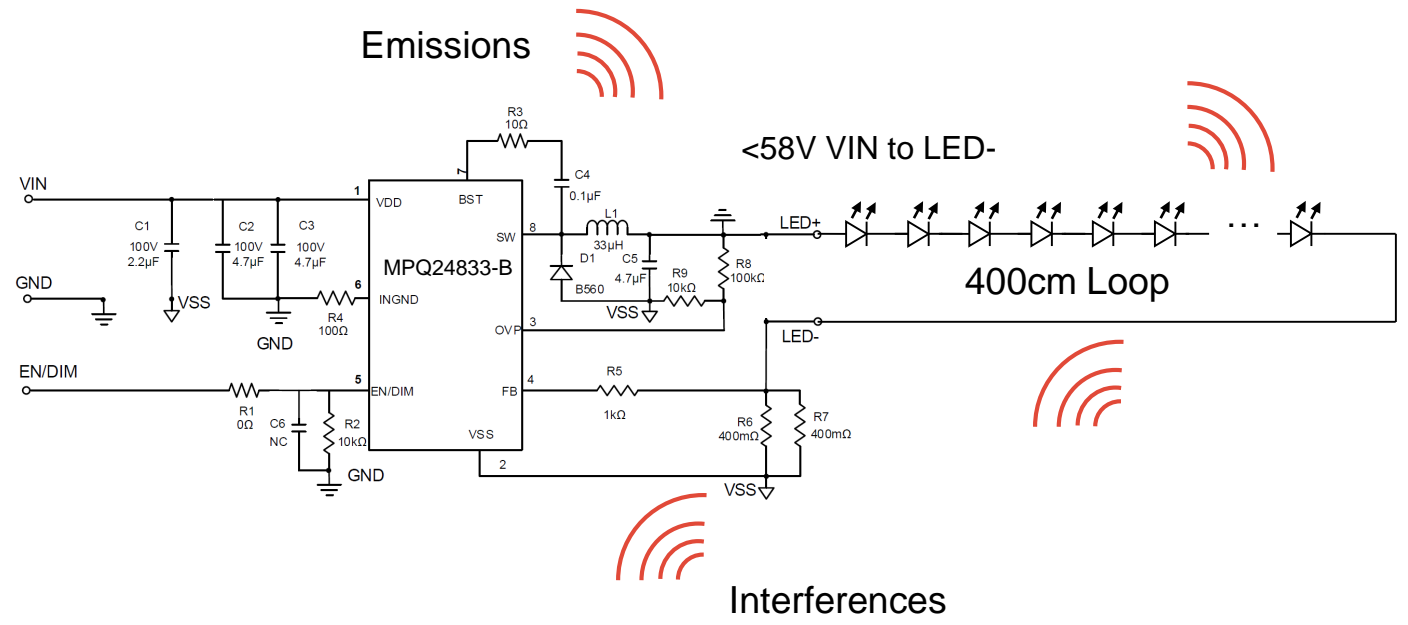 Emissions
R3
10Ω
<58V VIN to LED-
7
C4
0.1µF
VIN
1
VDD
BST
C1
100V
2.2µF
C2
100V
4.7µF
C3
100V
4.7µF
8
SW
L1
33µH
LED+
...
MPQ24833-B
D1
B560
C5
4.7µF
R9
10kΩ
R8
100kΩ
400cm Loop
GND
VSS
6
INGND
R4
100Ω
GND
VSS
OVP
3
LED-
EN/DIM
5
EN/DIM
FB
4
R5
1kΩ
R1
0Ω
C6
NC
R2
10kΩ
R6
400mΩ
R7
400mΩ
VSS
2
GND
VSS
Interferences